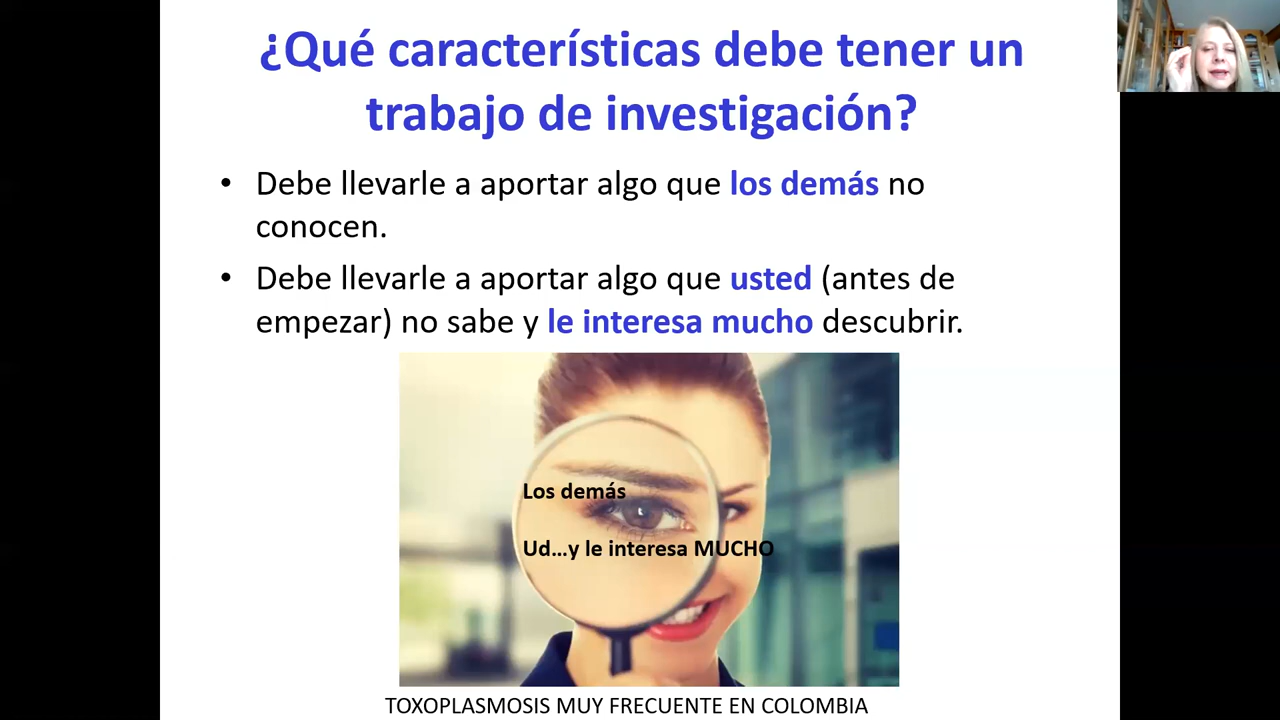 ¿Qué características debe tener un
trabajo de investigación?
• Debe llevarle a aportar algo que los demás no
conocen.
• Debe llevarle a aportar algo que usted (antes de
empezar) no sabe y le interesa mucho descubrir.
Los demás
Ud...y le interesa MUCHO
TOXOPLASMOSIS MUY FRECUENTE EN COLOMBIA